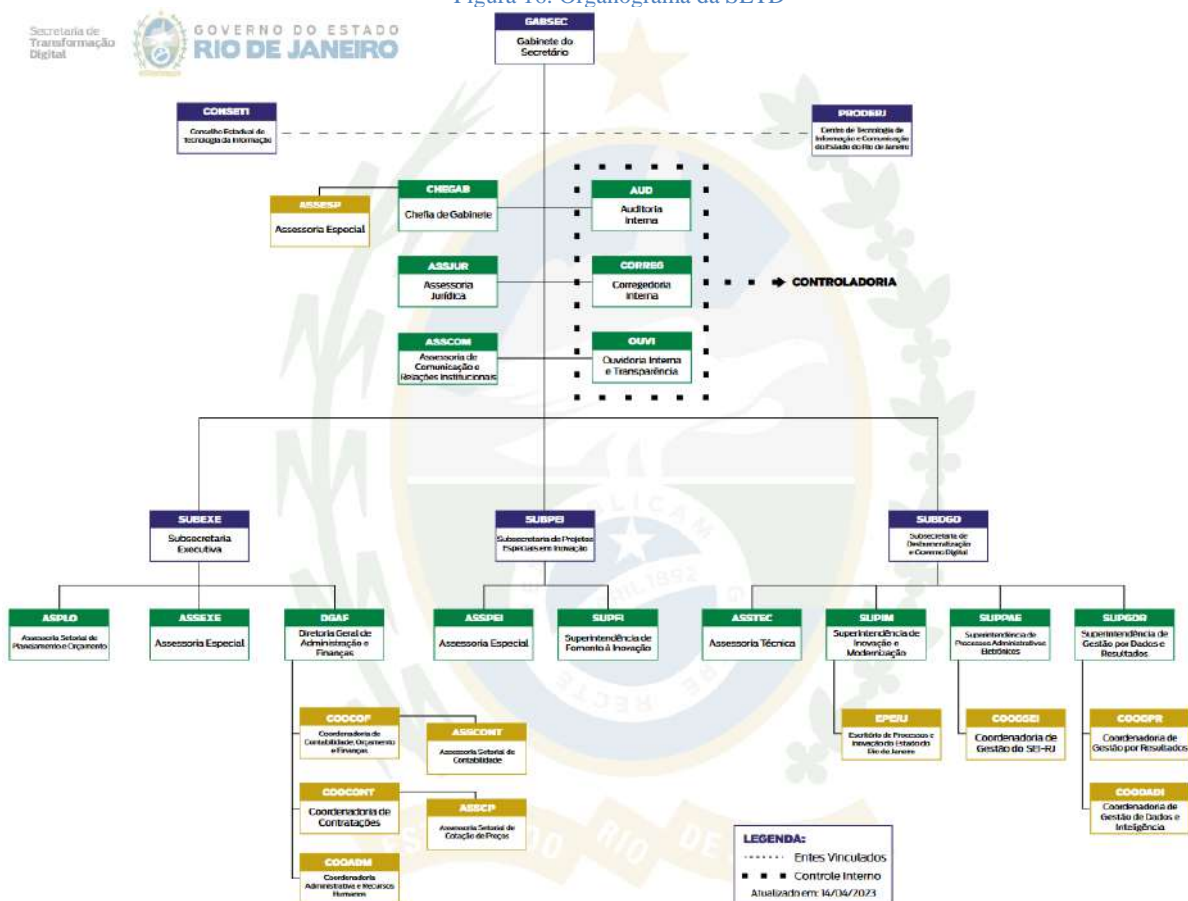 Figura 16: Organograma da SETD
Secretaria de
Transformação
Digital
GOVERNO DO ESTADO
RIO DE JANEIRO
GABSEC
Gabinete do
Secretário
CONSETI
Conselho Estadual de
Tecnologia da Informação
PRODERJ
Centro de Tecnologia de
Informação e Comunicação
do Estado do Rio de Janeiro
CHEGAB
Chefia de Gabinete
AUD
Auditoria
Interna
ASSESP
Assessoria Especial
ASSJUR
Assessoria
Jurídica
CORREG
Corregedoria
Interna
CONTROLADORIA
ASSCOM
Assessoria de
Comunicação e
Relações Institucionais
OUVI
Ouvidoria Interna
e Transparência
SUBEXE
Subsecretaria
Executiva
SUBPEI
Subsecretaria de Projetos
Especiais em Inovação
SUBDGD
Subsecretaria de
Desburocratização
e Governo Digital
ASPLO
Assessoria Setorial de
Planejamento e Orçamento
ASSEXE
Assessoria Especial
DGAF
Diretoria Geral de
Administração e
Finanças
ASSPEI
Assessoria Especial
SUPFI
Superintendência de
Fomento à Inovação
ASSTEC
Assessoria Técnica
SUPIM
Superintendência de
Inovação e
Modernização
SUPPAE
Superintendência de
Processos Administrativos
Eletrônicos
SUPGDR
Superintendência de
Gestão por Dados e
Resultados
COOCOF
Coordenadoria de
Contabilidade, Orçamento
e Finanças
ASSCONT
Assessoria Setorial de
Contabilidade
EPEIRJ
Escritório de Processos e
Inovação do Estado do
Rio de Janeiro
COOGSEI
Coordenadoria de
Gestão do SEI-RJ
COOGPR
Coordenadoria de
Gestão por Resultados
COOCONT
Coordenadoria de
Contratações
ASSCP
Assessoria Setorial de
Cotação de Preços
COOGADI
Coordenadoria de
Gestão de Dados e
Inteligência
COOADM
Coordenadoria
Administrativa e Recursos
Humanos
LEGENDA:
Entes Vinculados
Controle Interno
Atualizado em: 14/04/2023
RECTE
1892
RIO DE